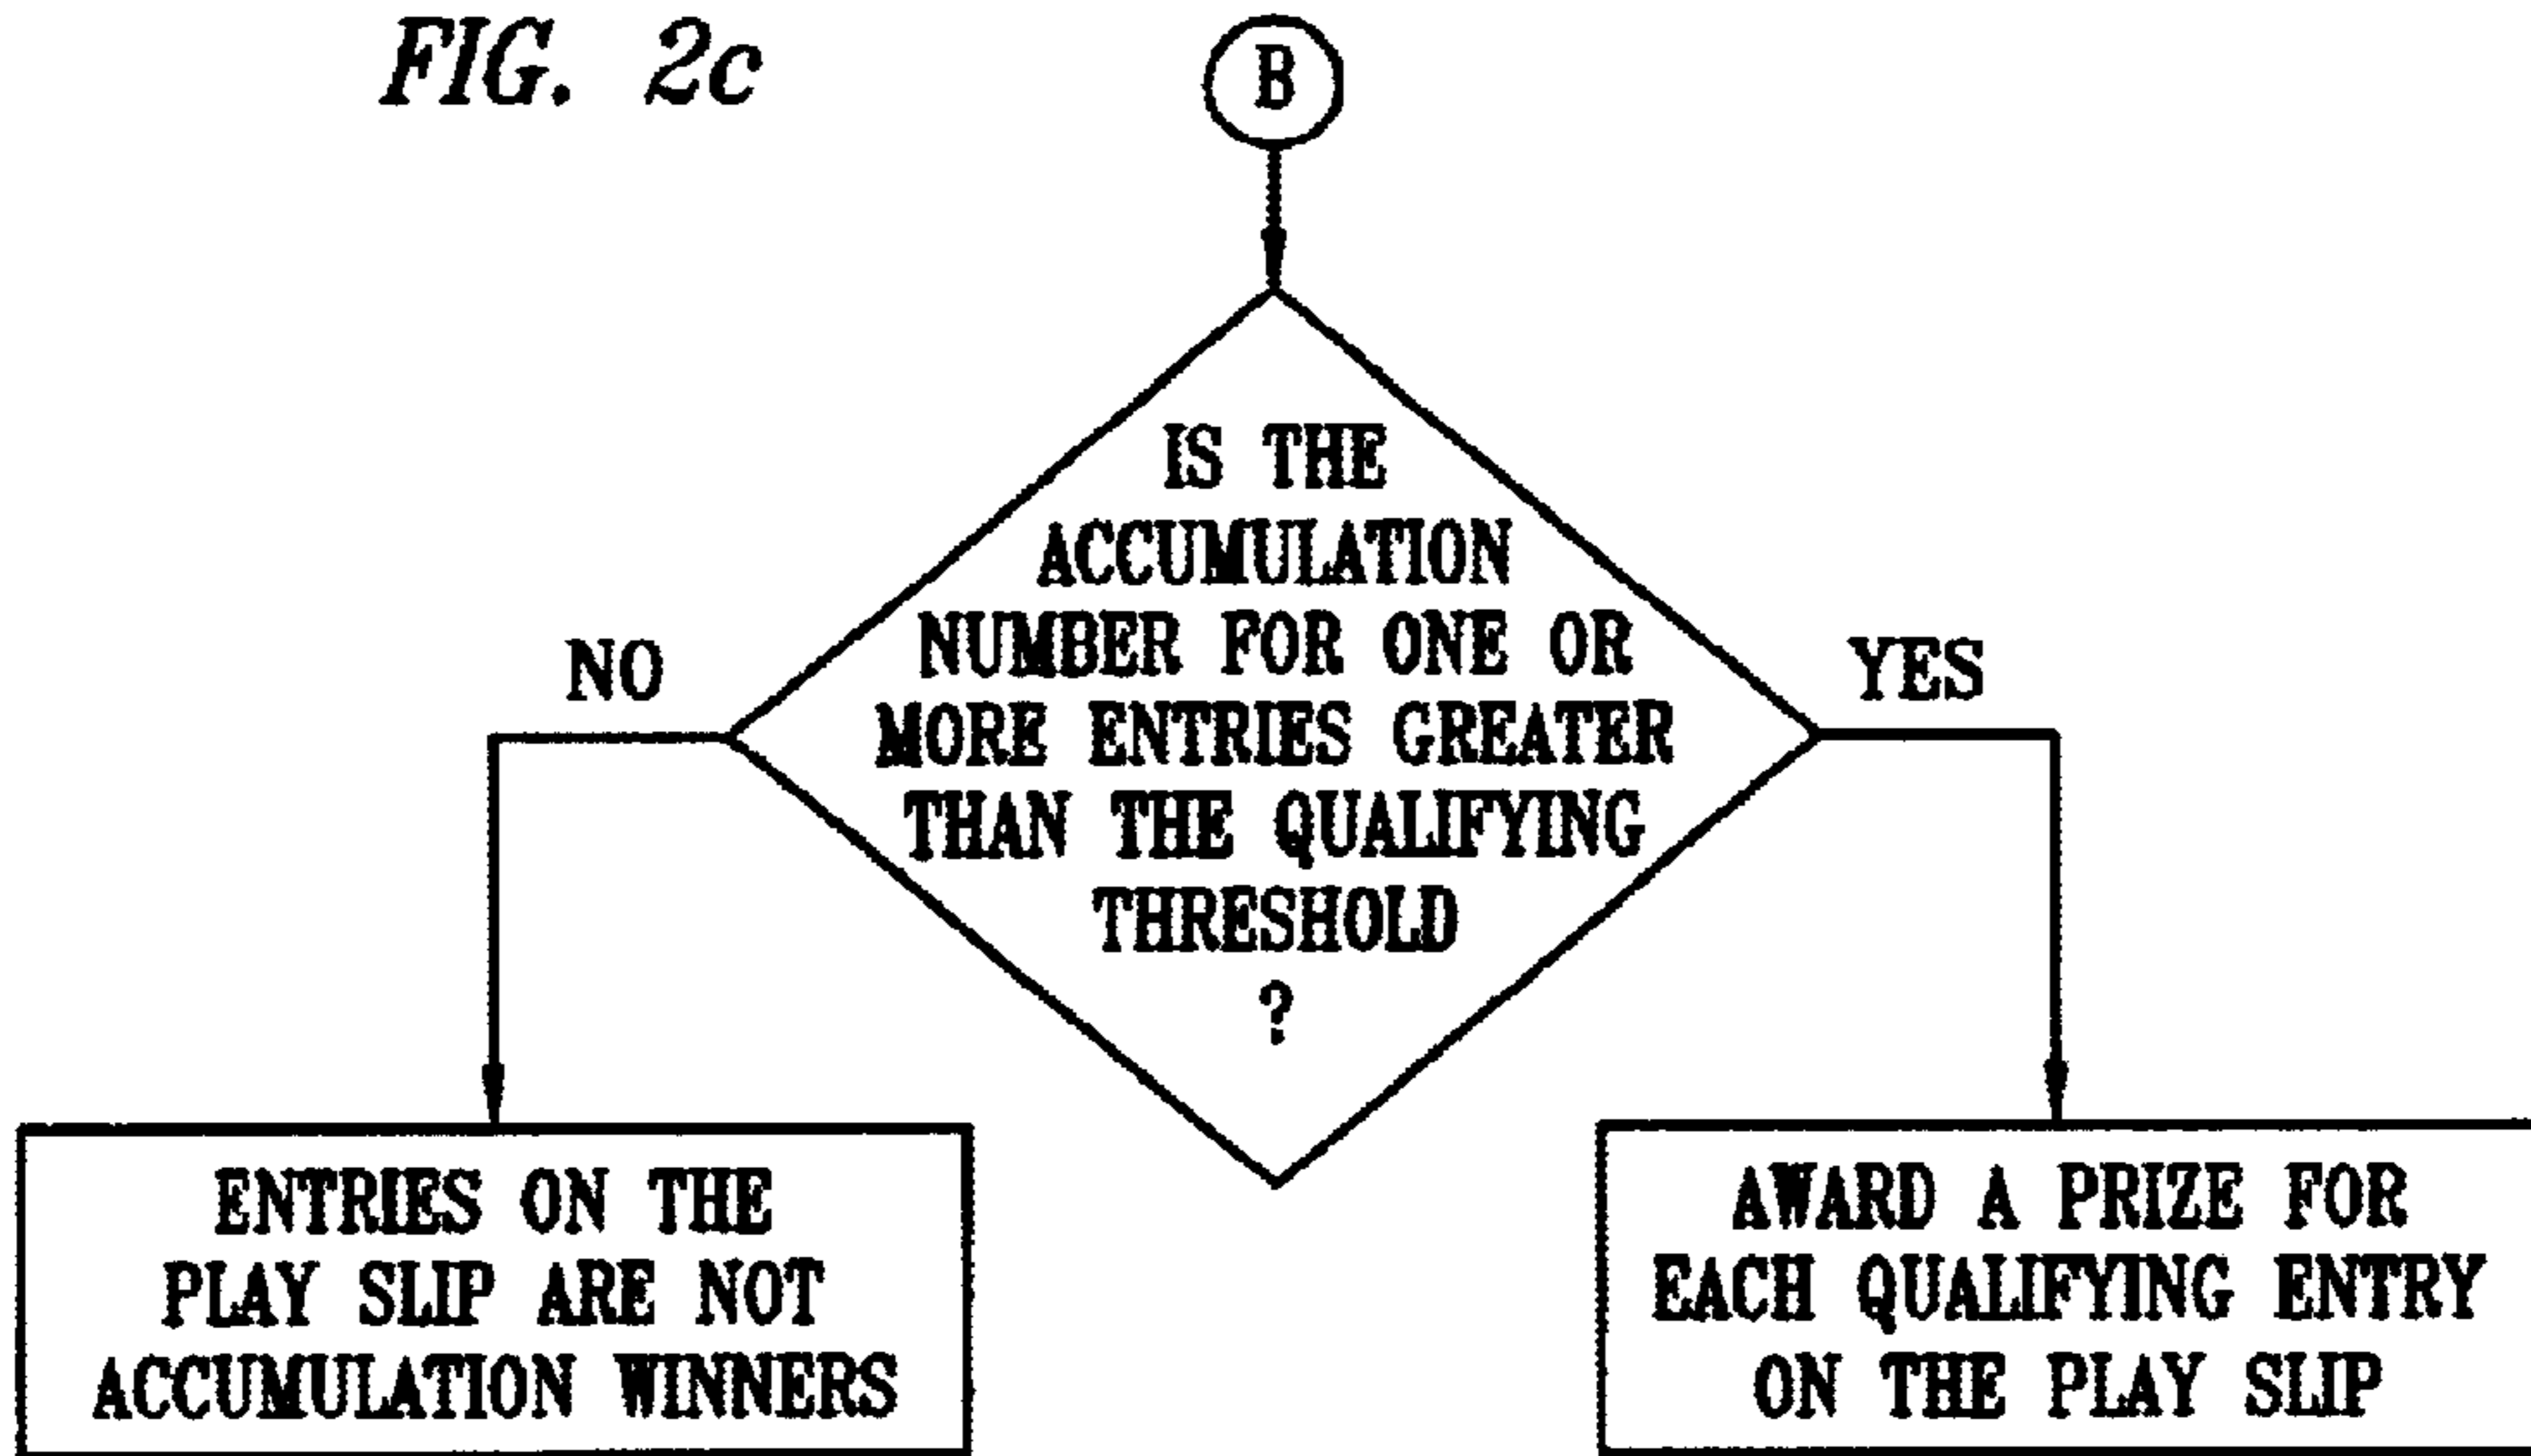 FIG. 2c
B
IS THE
ACCUMULATION
NUMBER FOR ONE OR
MORE ENTRIES GREATER
THAN THE QUALIFYING
THRESHOLD
?
NO
YES
ENTRIES ON THE
PLAY SLIP ARE NOT
ACCUMULATION WINNERS
AWARD A PRIZE FOR
EACH QUALIFYING ENTRY
ON THE PLAY SLIP